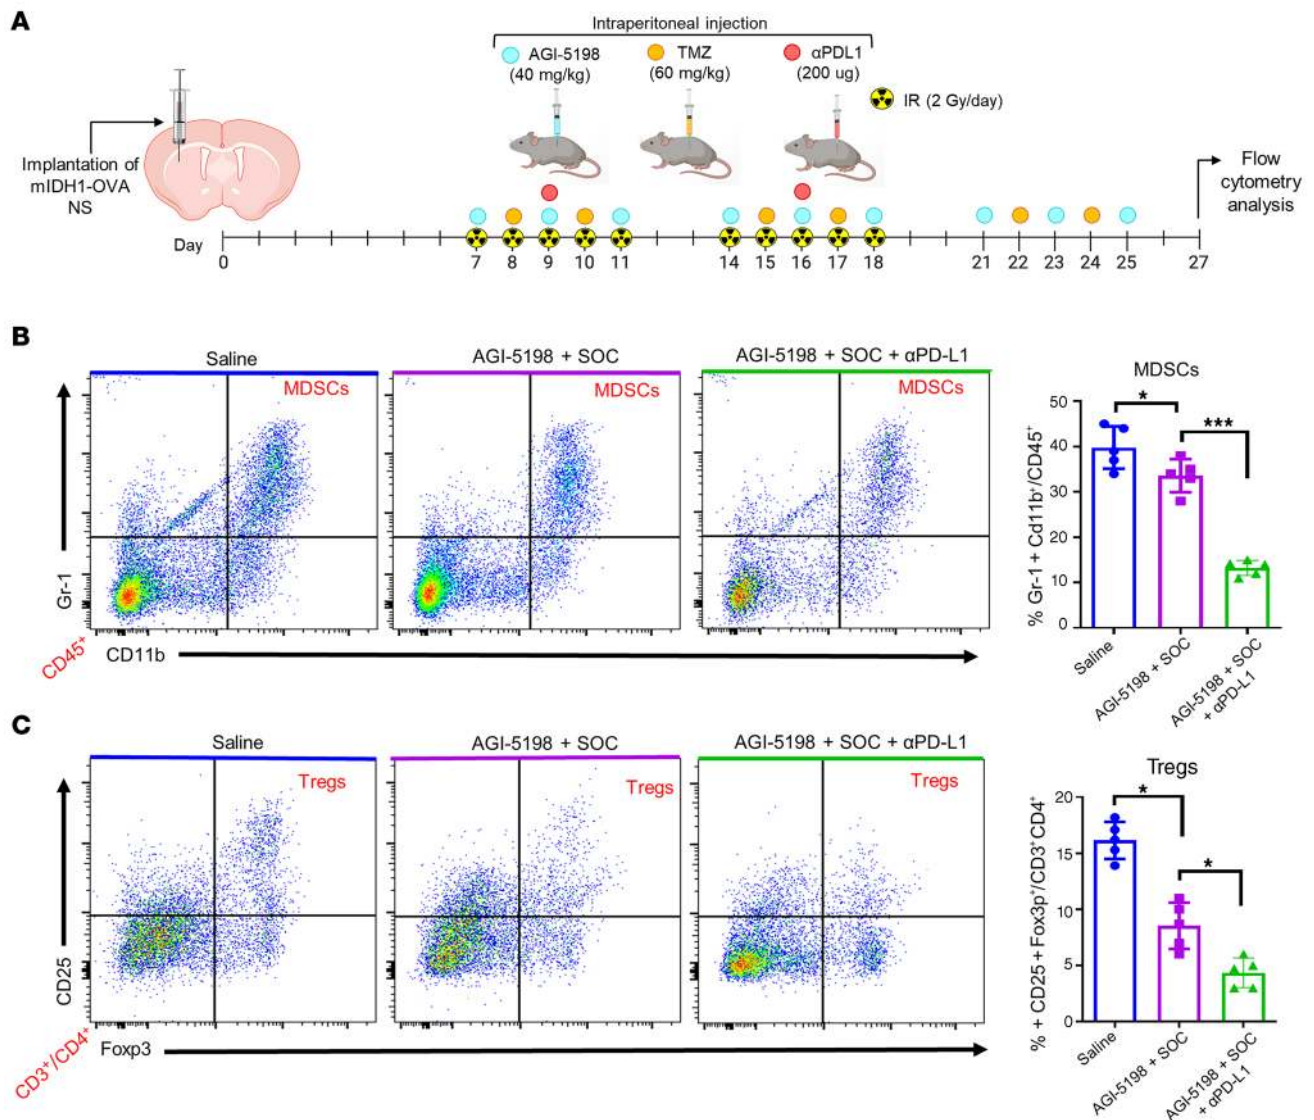 A
Intraperitoneal injection
AGI-5198
(40 mg/kg)
TMZ
(60 mg/kg)
αPDL1
(200 ug)
IR (2 Gy/day)
Implantation of
mIDH1-OVA
NS
Flow
cytometry
analysis
Day
0 7 8 9 10 11 14 15 16 17 18 21 22 23 24 25 27
B
Saline
AGI-5198 + SOC
AGI-5198 + SOC + αPD-L1
MDSCs
MDSCs
MDSCs
Gr-1
CD45⁺
CD11b
MDSCs
% Gr-1 + Cd11b⁺/CD45⁺
50
40
30
20
10
0
*
***
Saline
AGI-5198 + SOC
AGI-5198 + SOC
+ αPD-L1
C
Saline
AGI-5198 + SOC
AGI-5198 + SOC + αPD-L1
Tregs
Tregs
Tregs
CD25
CD3⁺/CD4⁺
Foxp3
Tregs
% + CD25 + Fox3p⁺/CD3⁺CD4⁺
20
15
10
5
0
*
*
Saline
AGI-5198 + SOC
AGI-5198 + SOC
+ αPD-L1